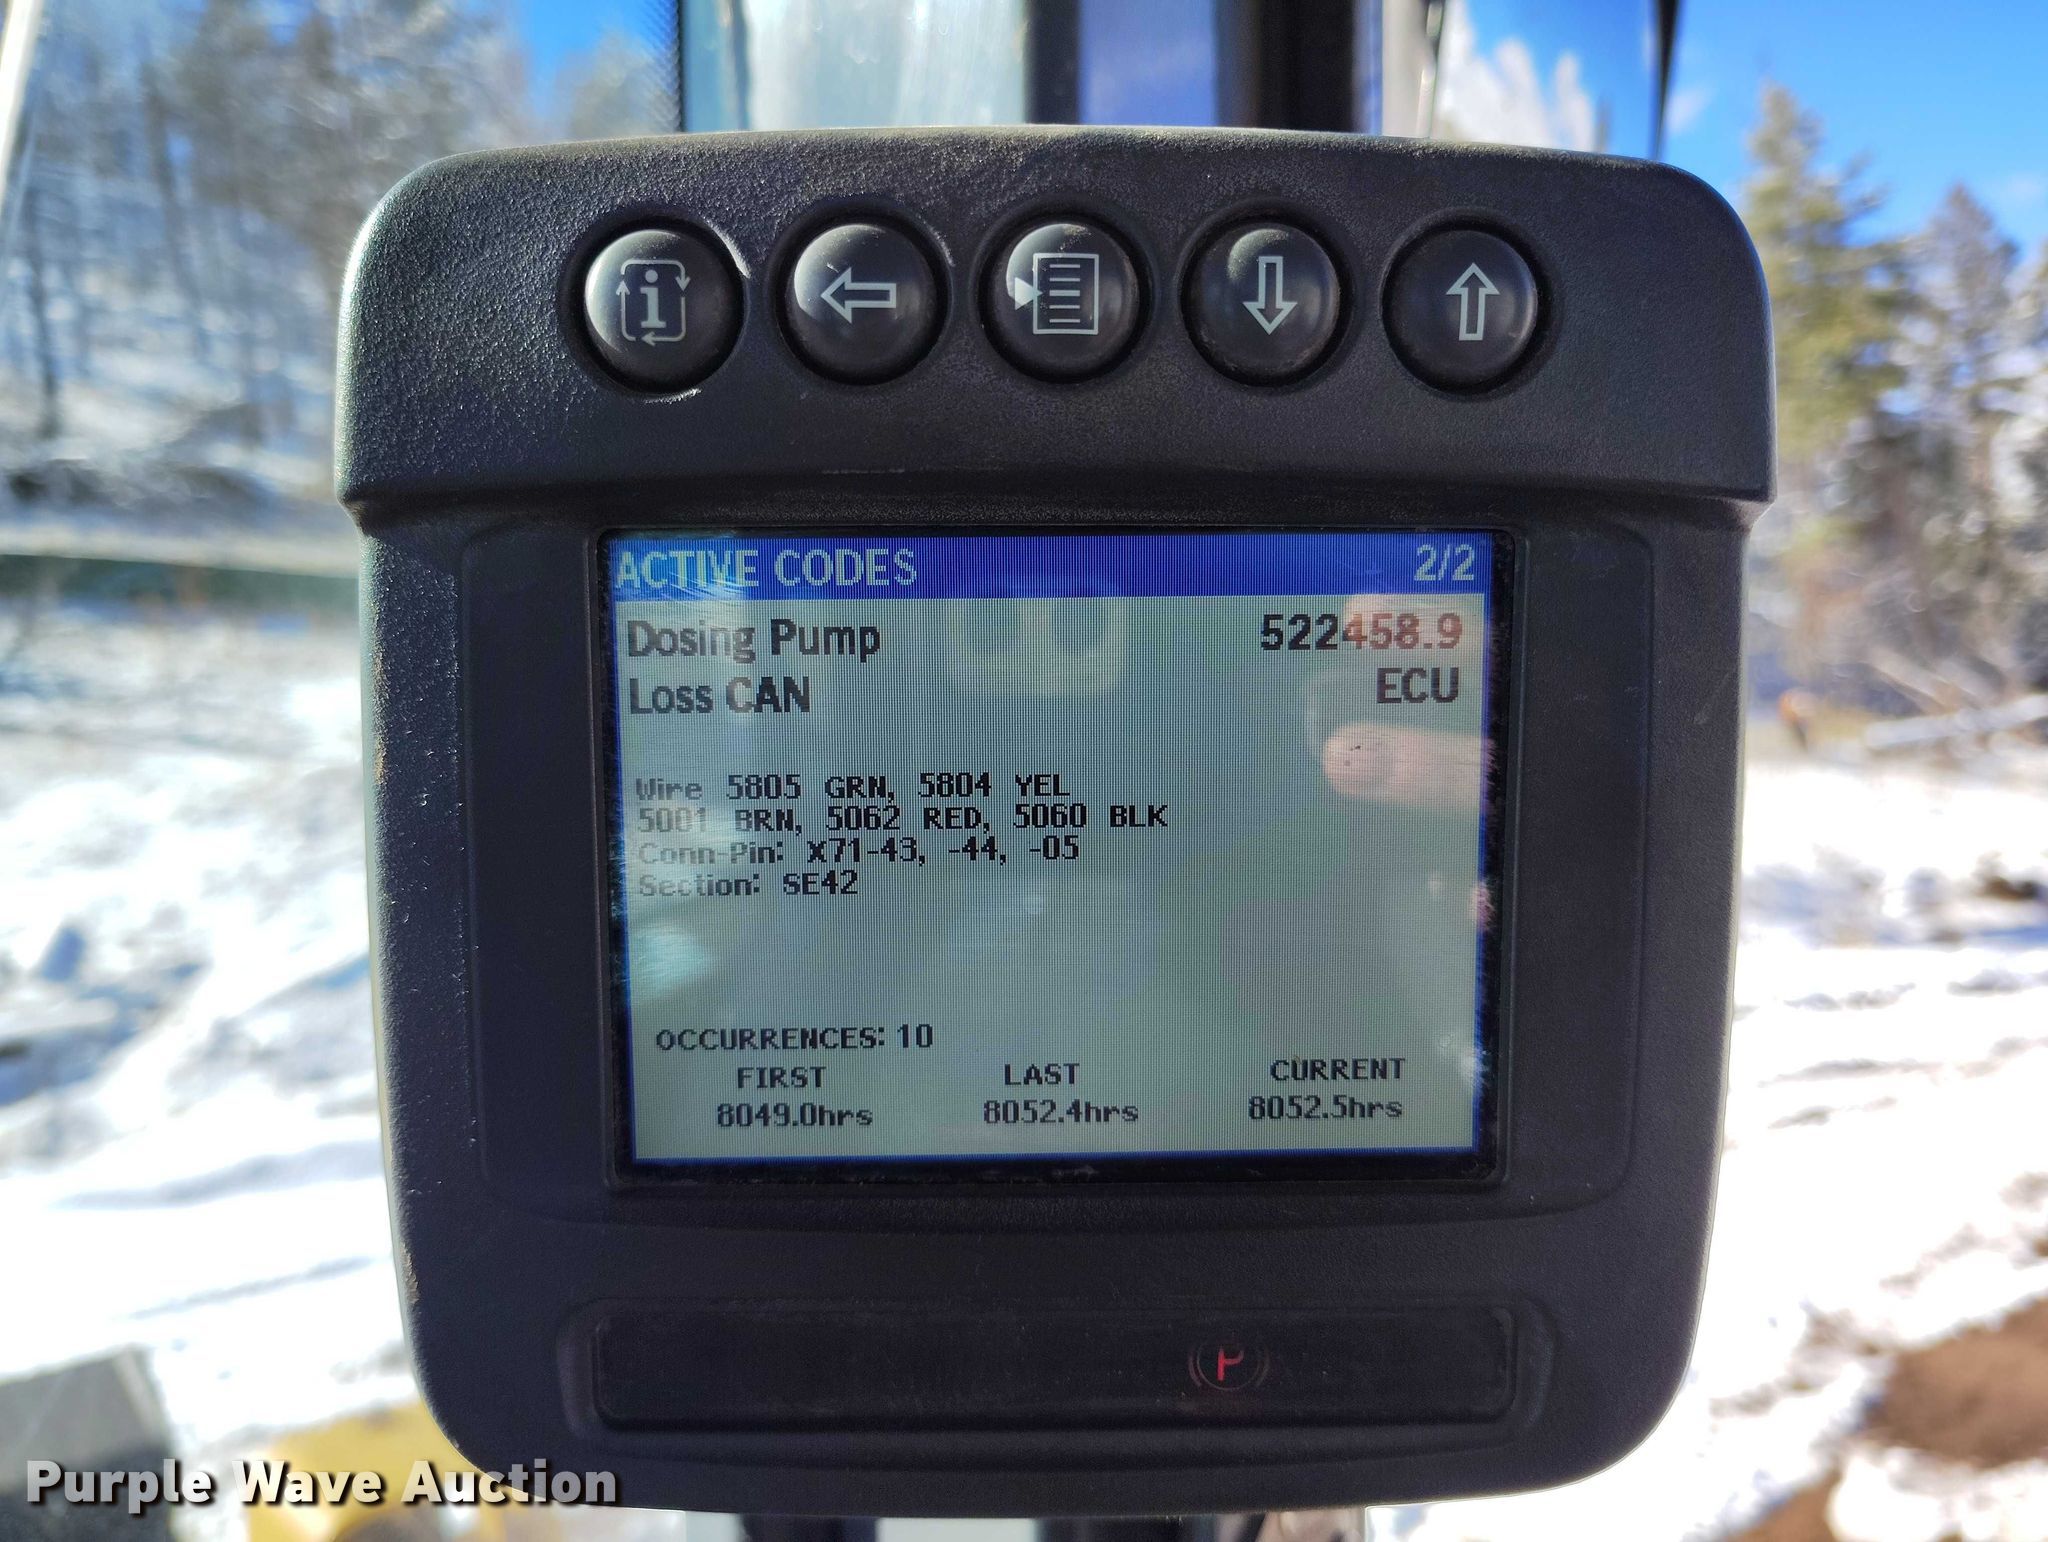 ACTIVE CODES 2/2
Dosing Pump 522458.9
Loss CAN ECU
Wire 5805 GRN, 5804 YEL
5001 BRN, 5062 RED, 5060 BLK
Conn-Pin: X71-43, -44, -05
Section: SE42
OCCURRENCES: 10
FIRST LAST CURRENT
8049.0hrs 8052.4hrs 8052.5hrs
P
Purple Wave Auction